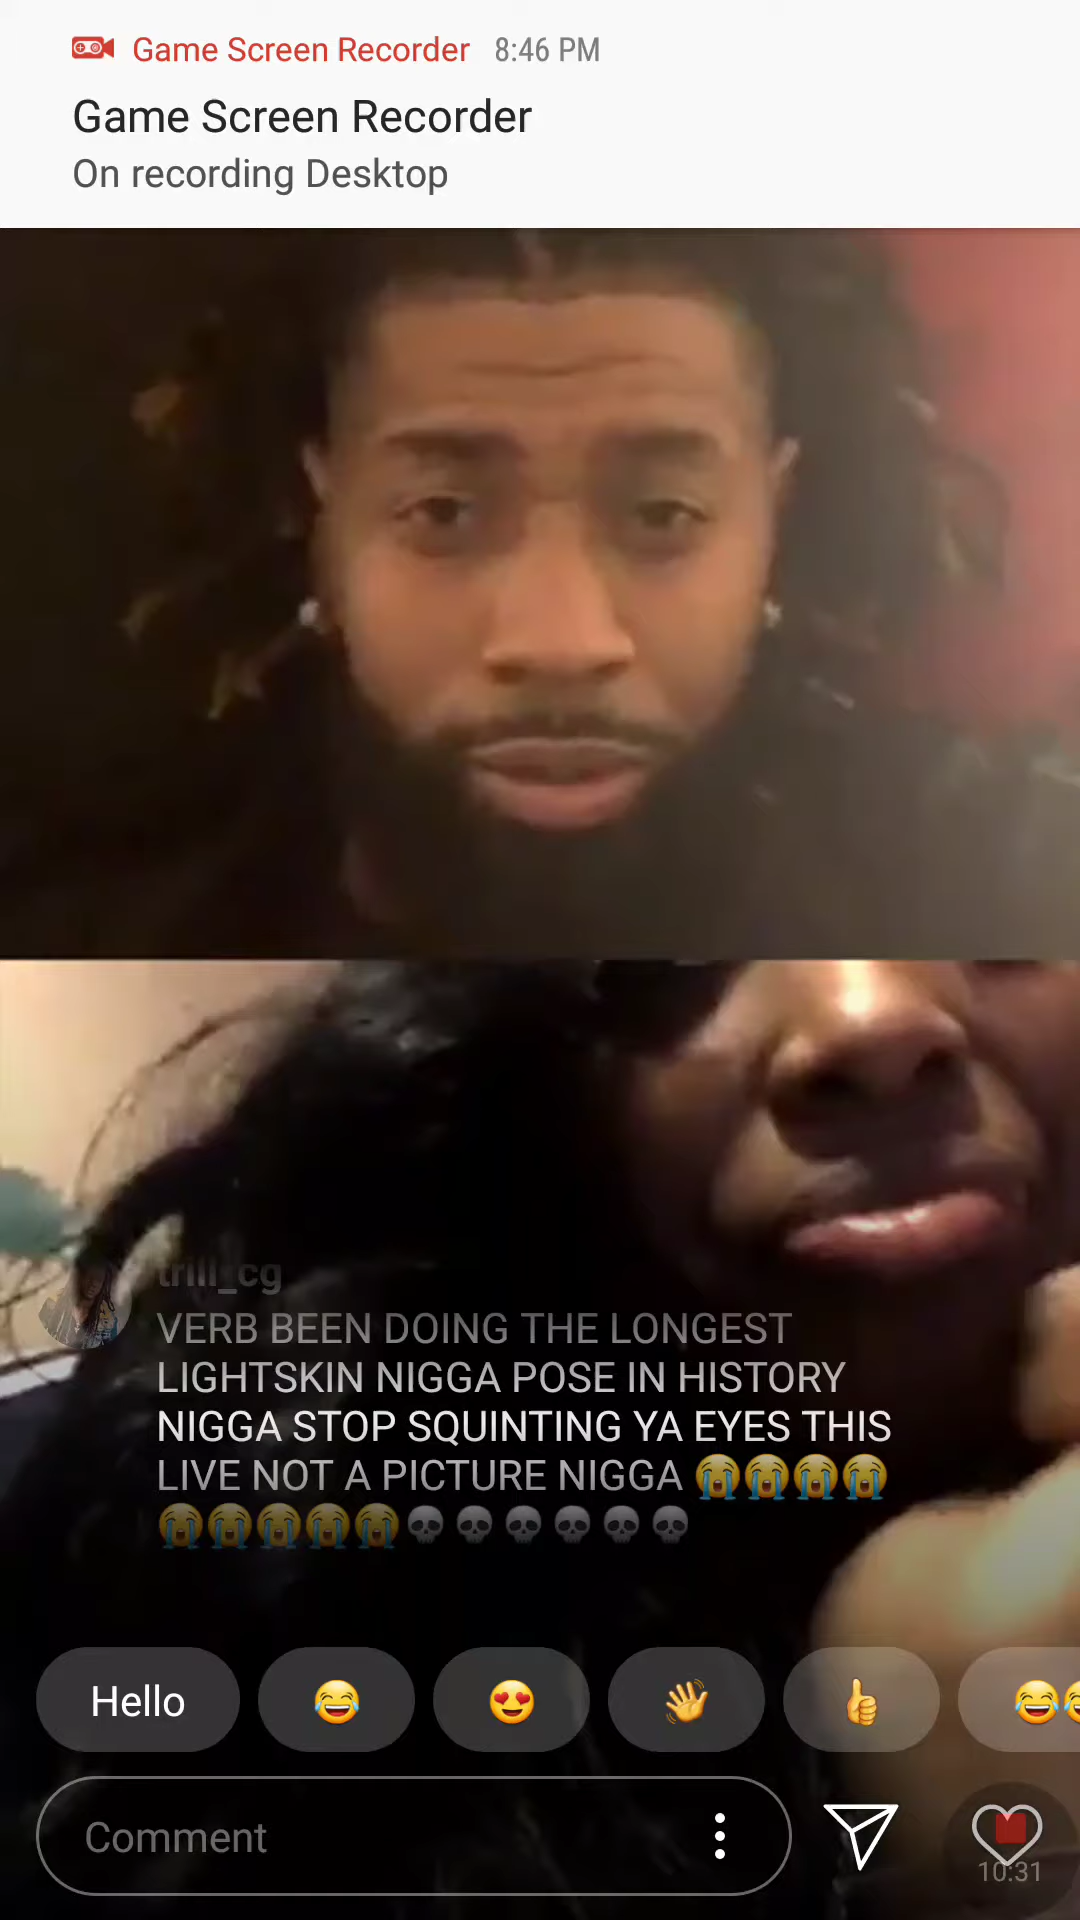 Game Screen Recorder 8:46 PM
Game Screen Recorder
On recording Desktop
trill_cg
VERB BEEN DOING THE LONGEST
LIGHTSKIN NIGGA POSE IN HISTORY
NIGGA STOP SQUINTING YA EYES THIS
LIVE NOT A PICTURE NIGGA 😭😭😭😭
😭😭😭😭😭💀💀💀💀💀💀
Hello 😂 😍 👋 👍 😂😂
Comment
10:31